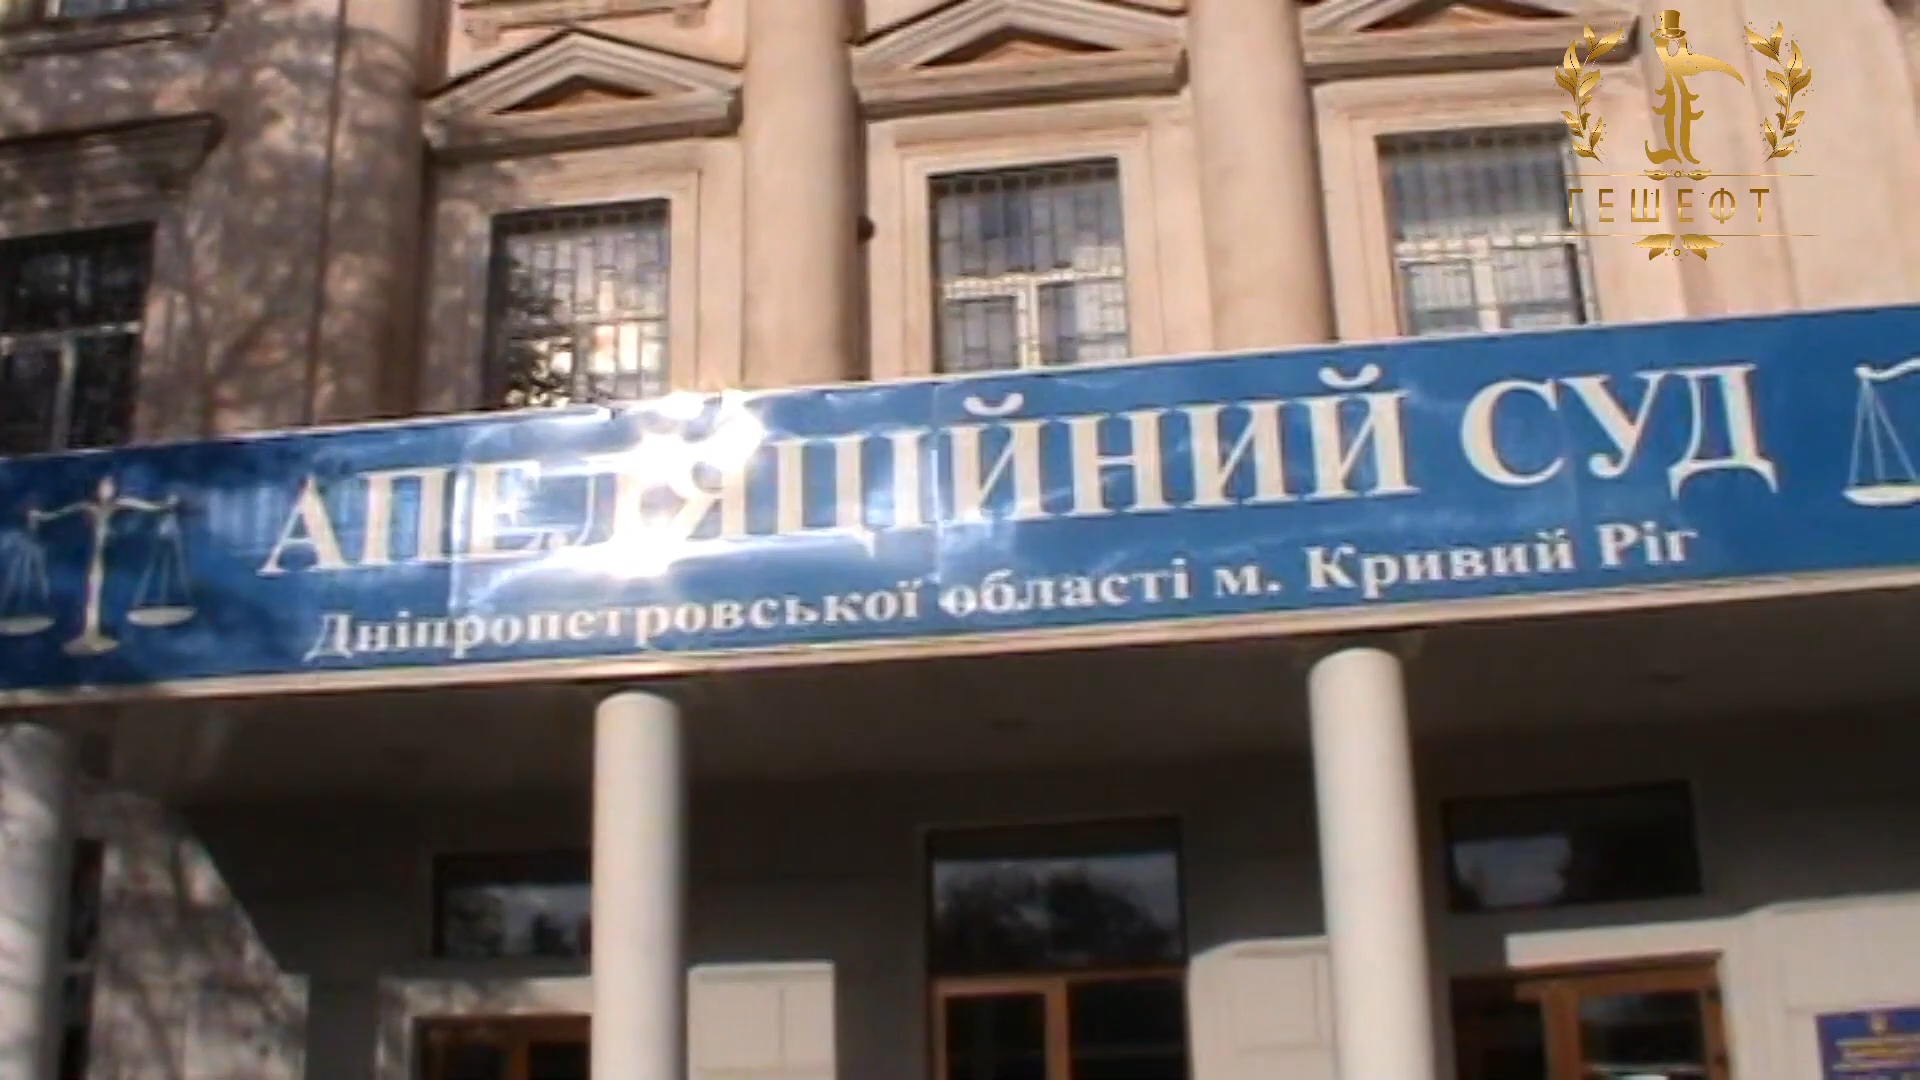 ГЕШЕФТ
АПЕЛЯЦІЙНИЙ СУД
Дніпропетровської області м. Кривий Ріг